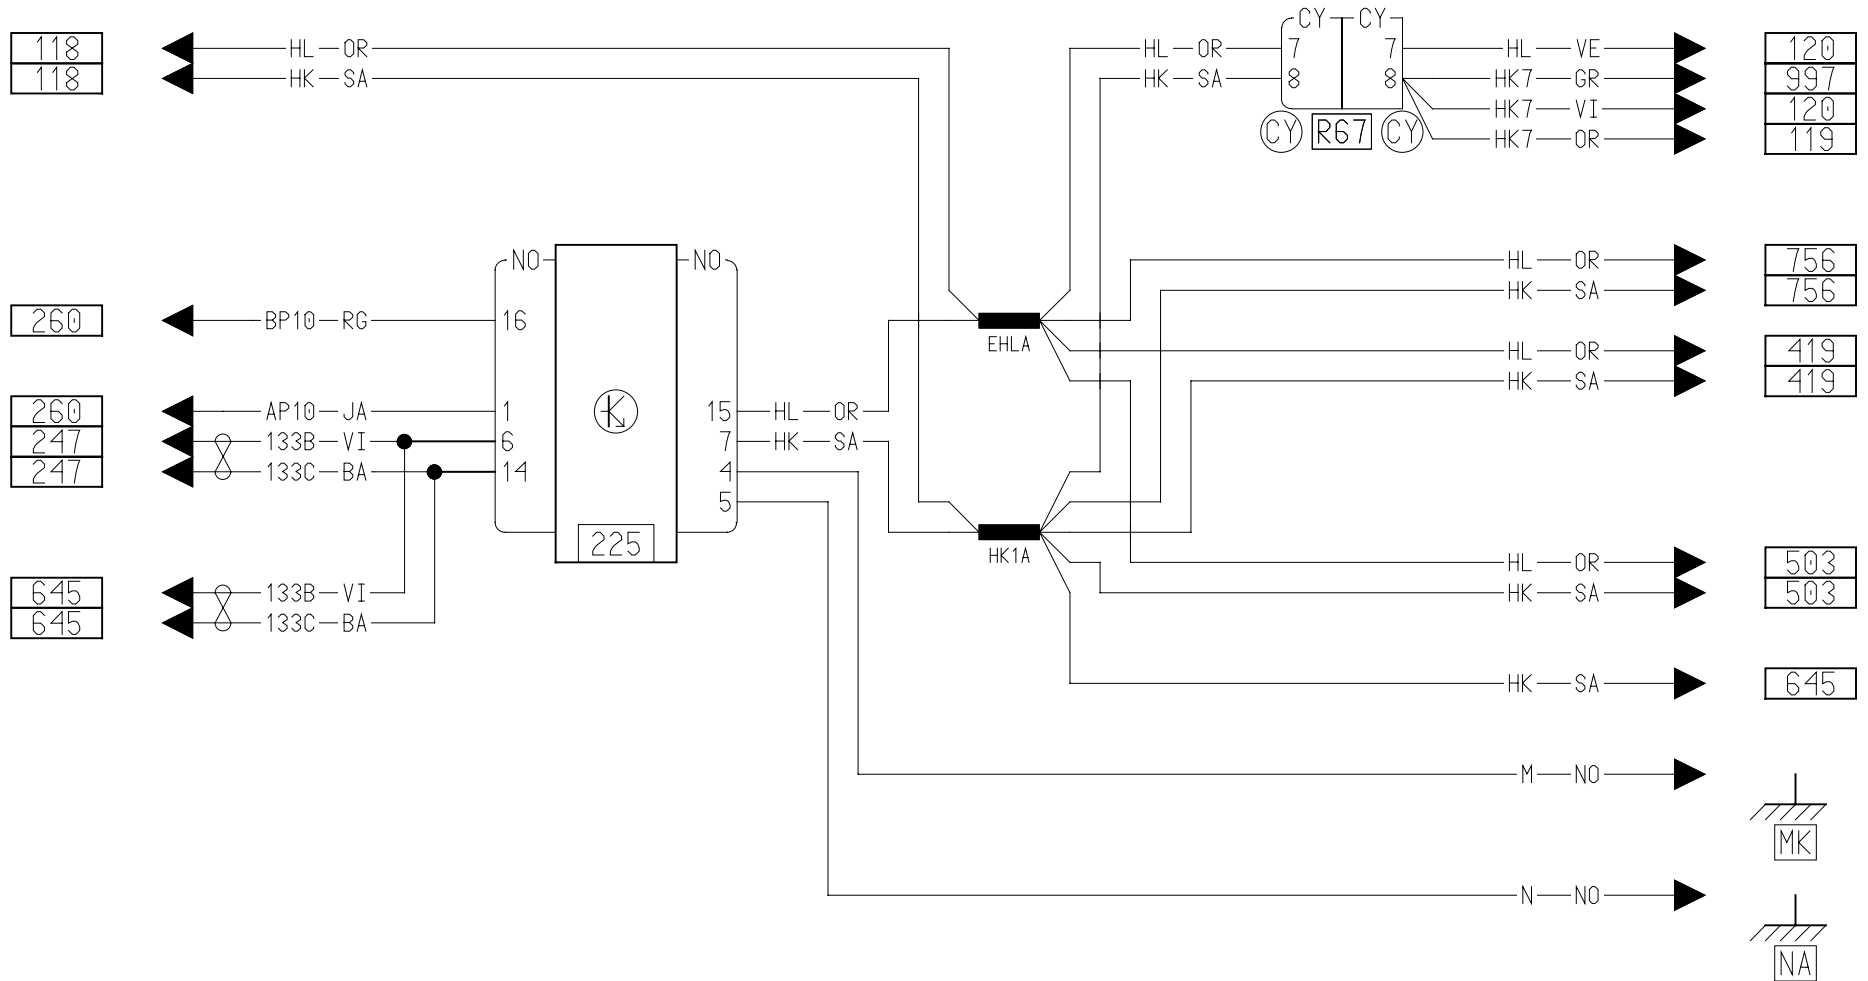 CY CY
118 HL OR HL OR 7 7 HL VE 120
118 HK SA HK SA 8 8 HK7 GR 997
HK7 VI 120
CY R67 CY HK7 OR 119
NO NO HL OR 756
HK SA 756
260 BP10 RG 16
EHLA HL OR 419
HK SA 419
260 AP10 JA 1 15 HL OR
247 133B VI 6 7 HK SA
247 133C BA 14 4
5
225
HK1A HL OR 503
645 133B VI HK SA 503
645 133C BA
HK SA 645
M NO
MK
N NO
NA